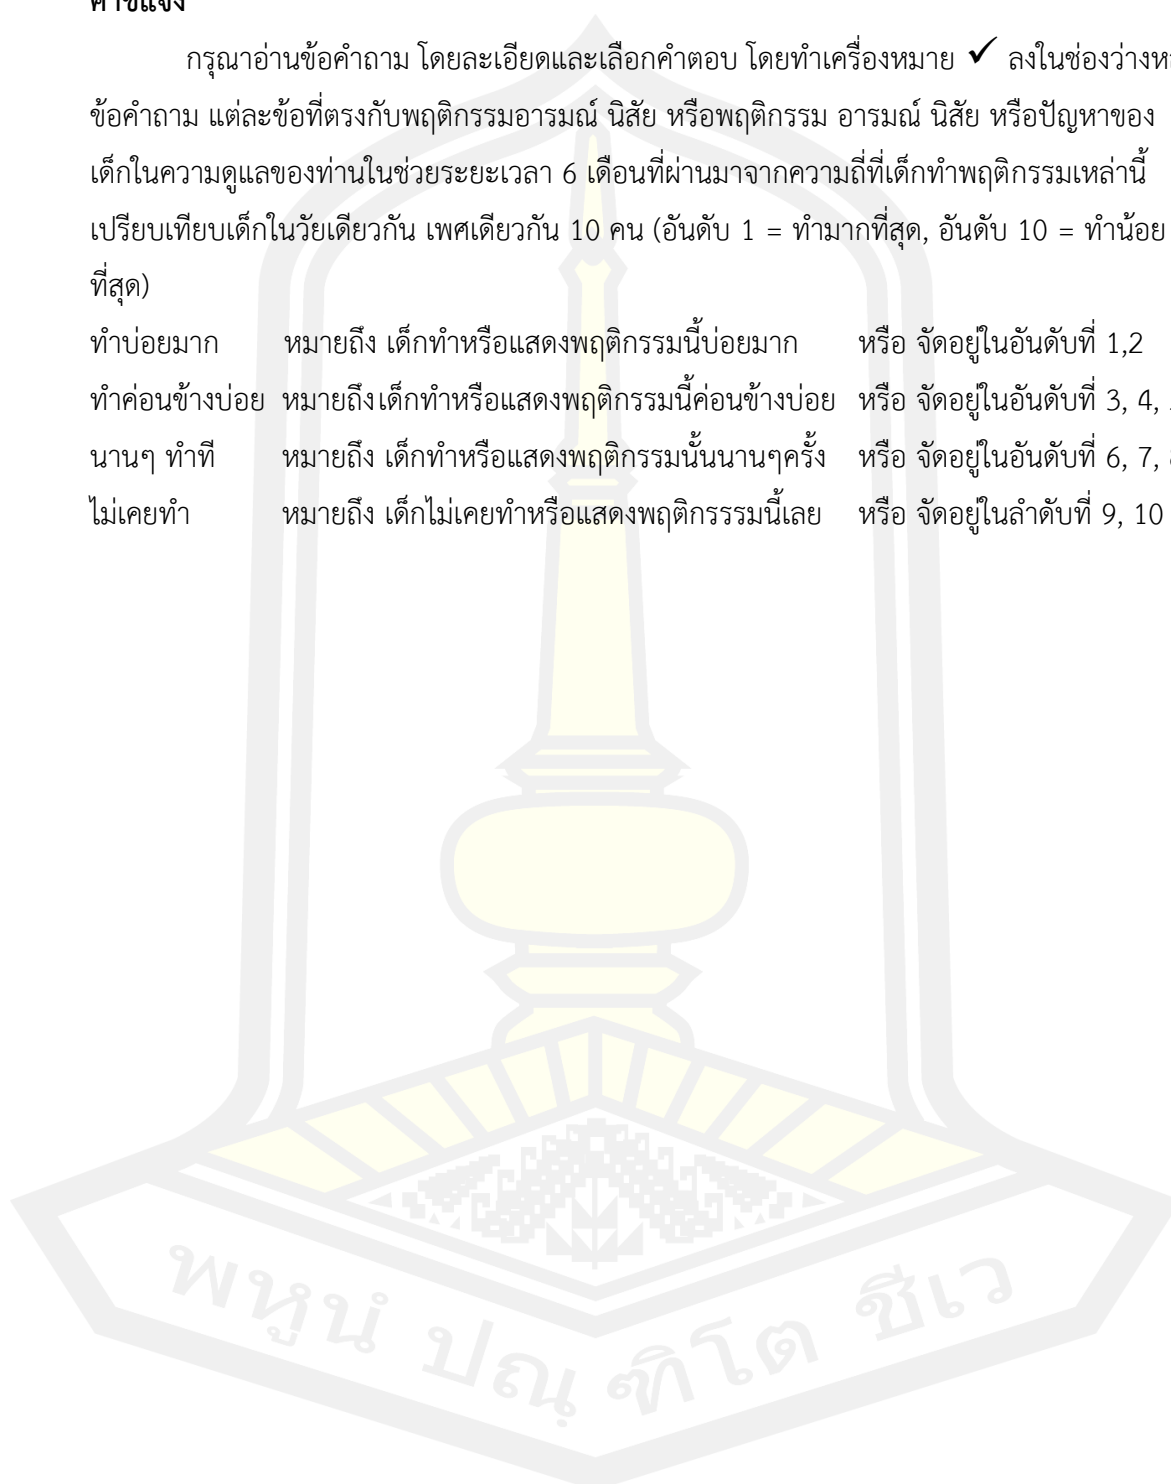 คำชี้แจง
กรุณาอ่านข้อคำถาม โดยละเอียดและเลือกคำตอบ โดยทำเครื่องหมาย ✓ ลงในช่องว่าง
ข้อคำถาม แต่ละข้อที่ตรงกับพฤติกรรมอารมณ์ นิสัย หรือพฤติกรรม อารมณ์ นิสัย หรือปัญหาของ
เด็กในความดูแลของท่านในช่วยระยะเวลา 6 เดือนที่ผ่านมาจากความถี่ที่เด็กทำพฤติกรรมเหล่านี้
เปรียบเทียบเด็กในวัยเดียวกัน เพศเดียวกัน 10 คน (อันดับ 1 = ทำมากที่สุด, อันดับ 10 = ทำน้อย
ที่สุด)
ทำบ่อยมาก หมายถึง เด็กทำหรือแสดงพฤติกรรมนี้บ่อยมาก หรือ จัดอยู่ในอันดับที่ 1,2
ทำค่อนข้างบ่อย หมายถึงเด็กทำหรือแสดงพฤติกรรมนี้ค่อนข้างบ่อย หรือ จัดอยู่ในอันดับที่ 3, 4,
นานๆ ทำที หมายถึง เด็กทำหรือแสดงพฤติกรรมนั้นนานๆครั้ง หรือ จัดอยู่ในอันดับที่ 6, 7,
ไม่เคยทำ หมายถึง เด็กไม่เคยทำหรือแสดงพฤติกรรรมนี้เลย หรือ จัดอยู่ในลำดับที่ 9, 10
พหูนํ ปณฺฑิโต ชีเว